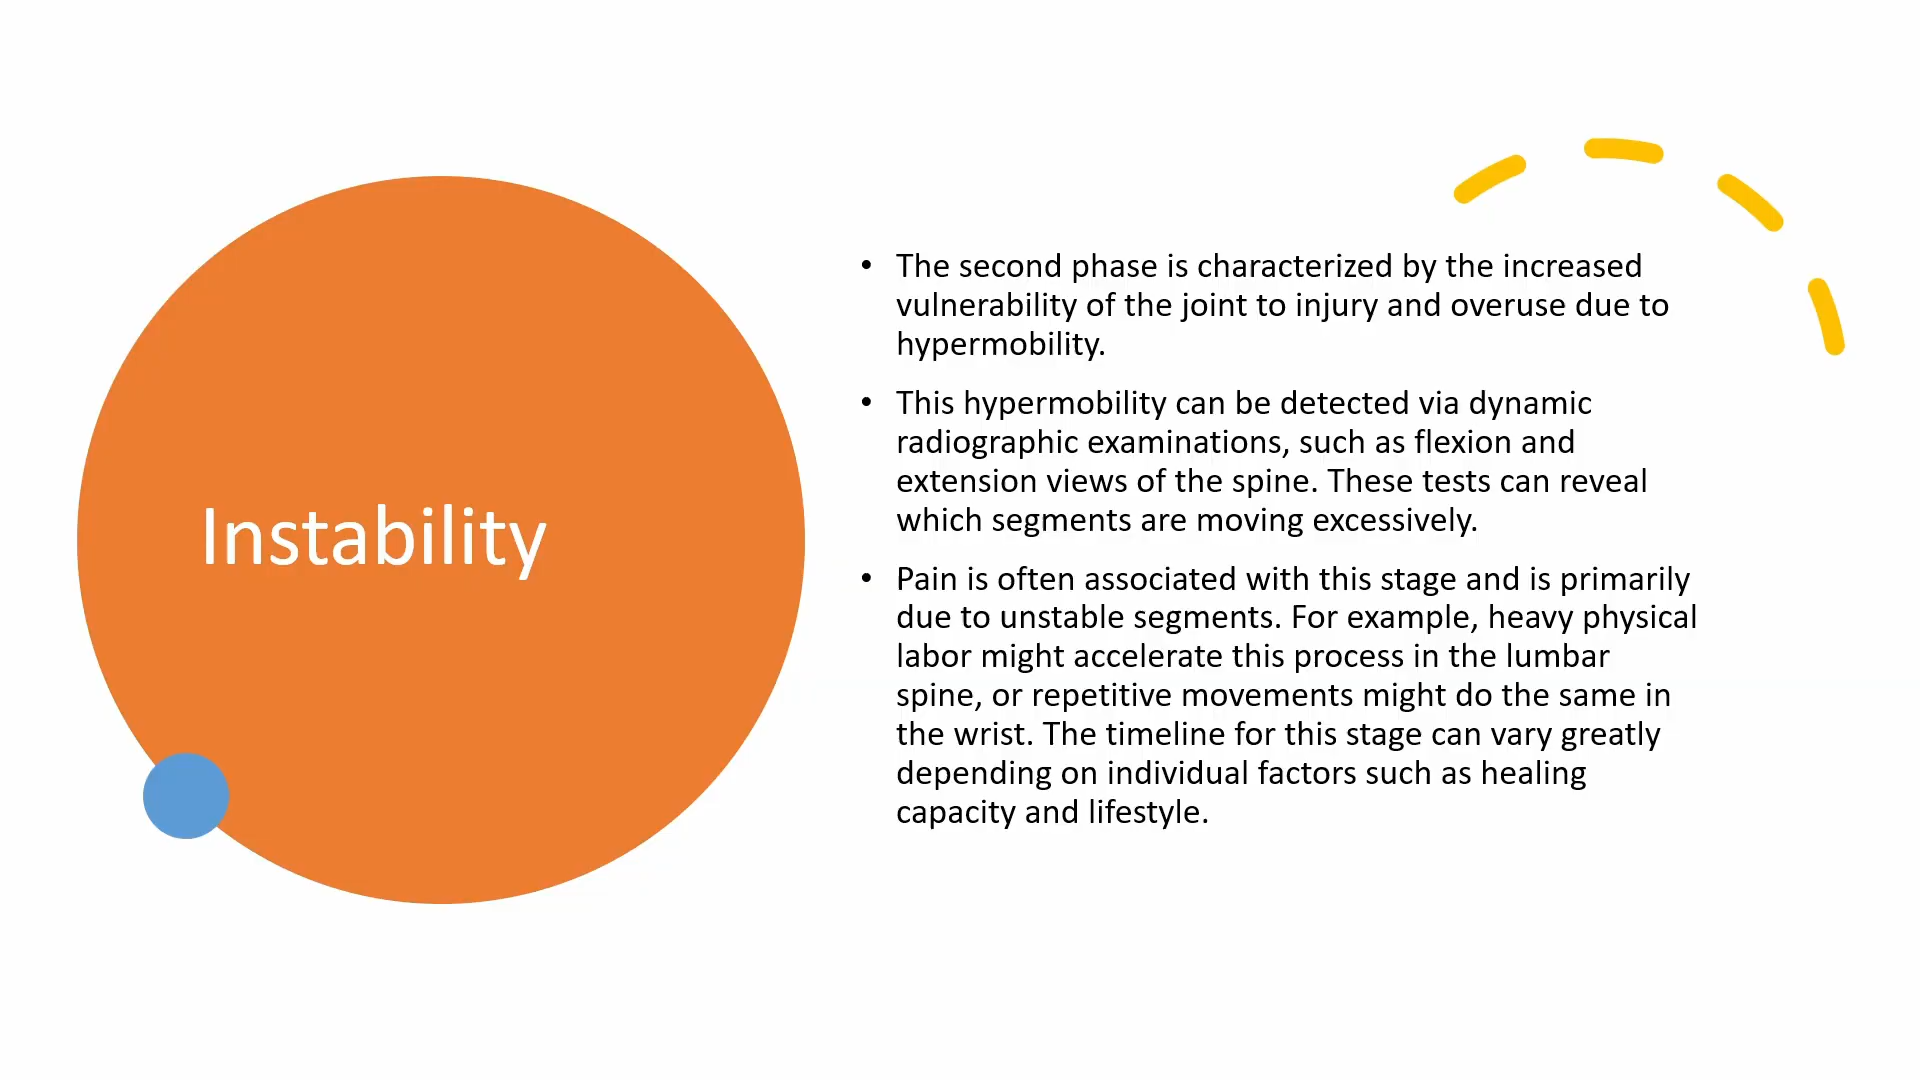 Instability
• The second phase is characterized by the increased
vulnerability of the joint to injury and overuse due to
hypermobility.
• This hypermobility can be detected via dynamic
radiographic examinations, such as flexion and
extension views of the spine. These tests can reveal
which segments are moving excessively.
• Pain is often associated with this stage and is primarily
due to unstable segments. For example, heavy physical
labor might accelerate this process in the lumbar
spine, or repetitive movements might do the same in
the wrist. The timeline for this stage can vary greatly
depending on individual factors such as healing
capacity and lifestyle.